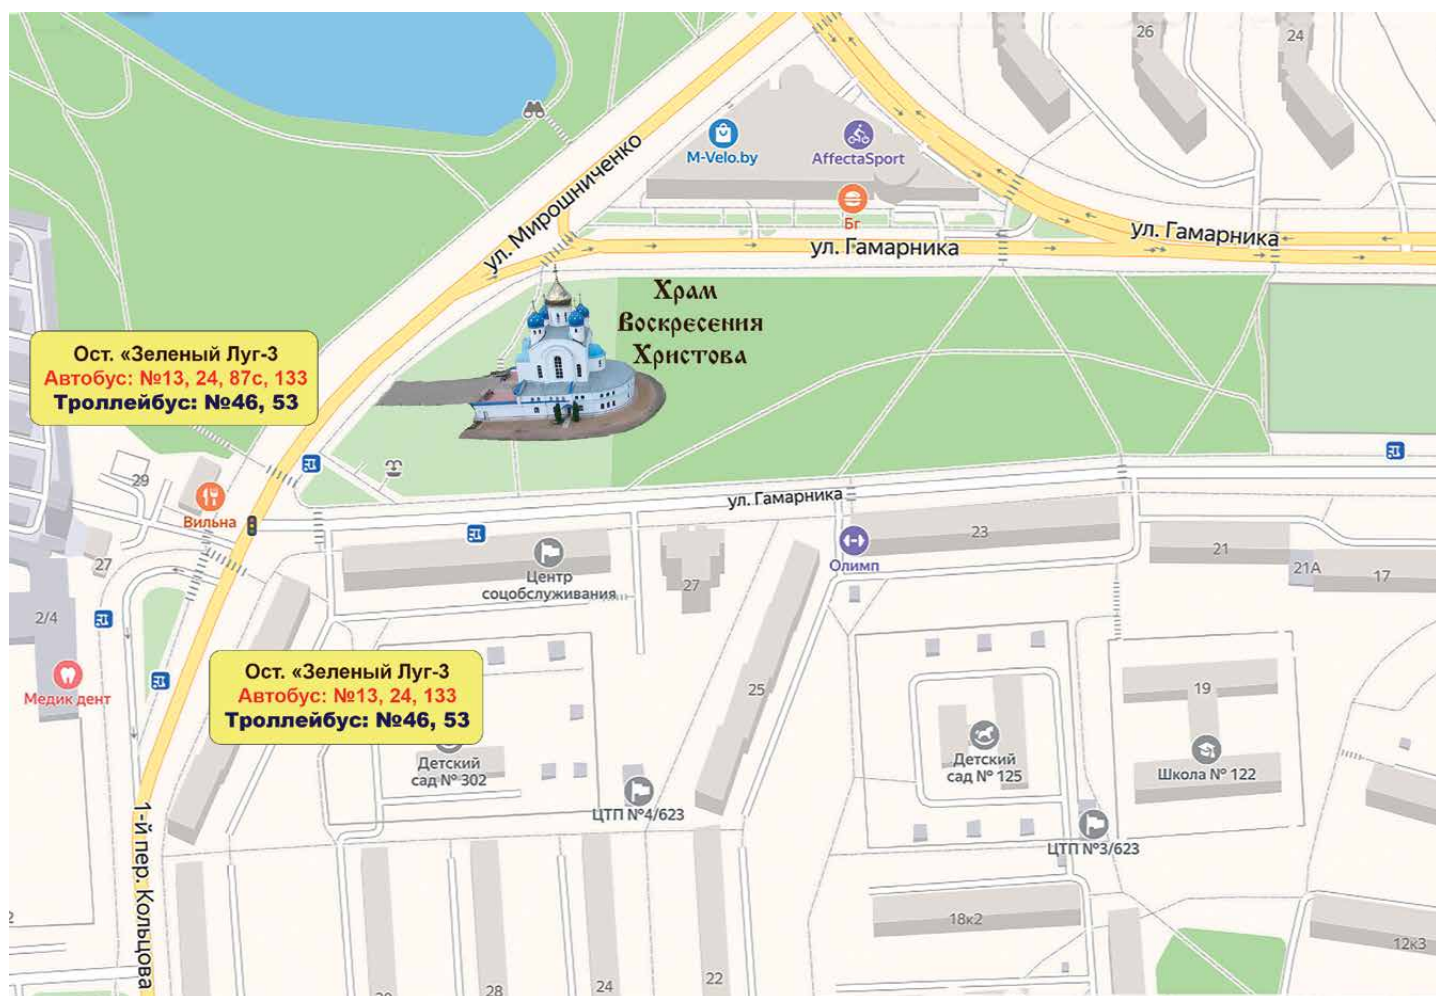 26
24
M-Velo.by
AffectaSport
ул. Мирошниченко
Бг
ул. Гамарника
ул. Гамарника
Храм
Воскресения
Христова
Ост. «Зеленый Луг-3
Автобус: №13, 24, 87с, 133
Троллейбус: №46, 53
29
Вильна
ул. Гамарника
27
Центр
соцобслуживания
27
Олимп
23
21
21А
17
2/4
Медик дент
Ост. «Зеленый Луг-3
Автобус: №13, 24, 133
Троллейбус: №46, 53
25
19
Детский
сад № 302
Детский
сад № 125
Школа № 122
ЦТП №4/623
ЦТП №3/623
1-й пер. Кольцова
18к2
12к3
28
24
22